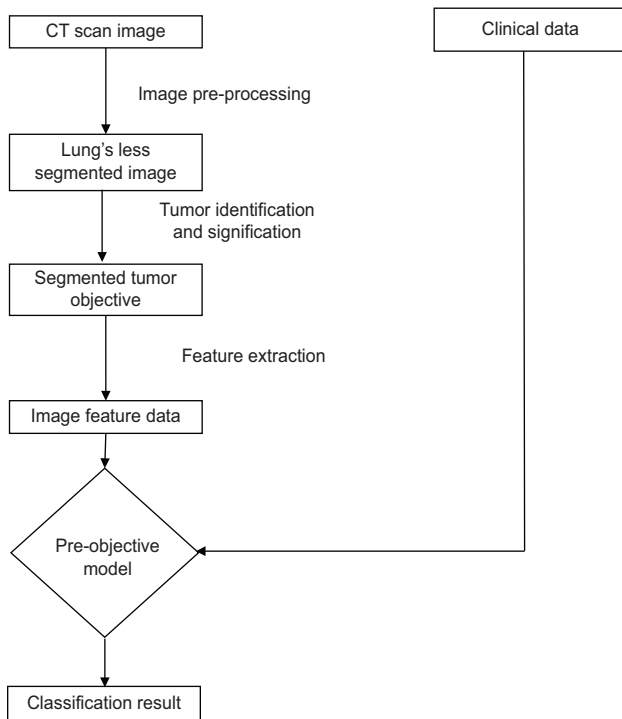 CT scan image
Clinical data
Image pre-processing
Lung's less
segmented image
Tumor identification
and signification
Segmented tumor
objective
Feature extraction
Image feature data
Pre-objective
model
Classification result